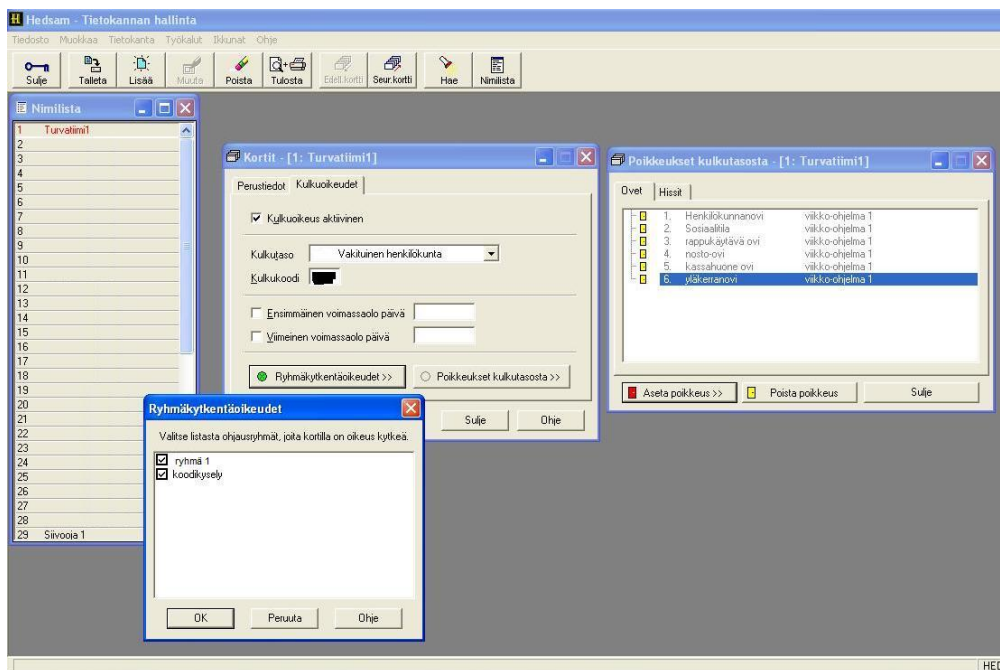 Hedsam - Tietokannan hallinta
Tiedosto Muokkaa Tietokanta Työkalut Ikkunat Ohje
Sulje Talleta Lisää Muuta Poista Tulosta Edell.kortti Seur.kortti Hae Nimilista
Nimilista
1 Turvatiimi1
2
3
4
5
6
7
8
9
10
11
12
13
14
15
16
17
18
19
20
21
22
23
24
25
26
27
28
29 Siivooja 1
Kortit - [1: Turvatiimi1]
Perustiedot Kulkuoikeudet
Kulkuoikeus aktiivinen
Kulkutaso Vakituinen henkilökunta
Kulkukoodi
Ensimmäinen voimassaolo päivä
Viimeinen voimassaolo päivä
Ryhmäkytkentäoikeudet >> Poikkeukset kulkutasosta >>
Sulje Ohje
Poikkeukset kulkutasosta - [1: Turvatiimi1]
Ovet Hissit
1. Henkilökunnanovi viikko-ohjelma 1
2. Sosiaalitila viikko-ohjelma 1
3. rappukäytävä ovi viikko-ohjelma 1
4. nosto-ovi viikko-ohjelma 1
5. kassahuone ovi viikko-ohjelma 1
6. yläkerranovi viikko-ohjelma 1
Aseta poikkeus >> Poista poikkeus Sulje
Ryhmäkytkentäoikeudet
Valitse listasta ohjausryhmät, joita kortilla on oikeus kytkeä.
ryhmä 1
koodikysely
OK Peruuta Ohje
HED